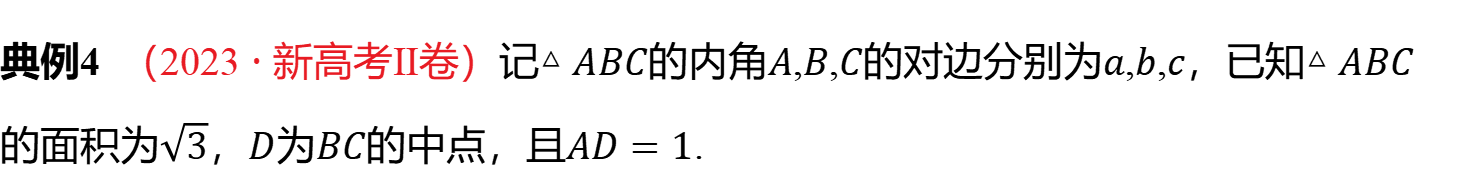 典例4 （2023·新高考II卷）记△ ABC的内角A,B,C的对边分别为a,b,c，已知△ ABC
的面积为√3，D为BC的中点，且AD = 1.